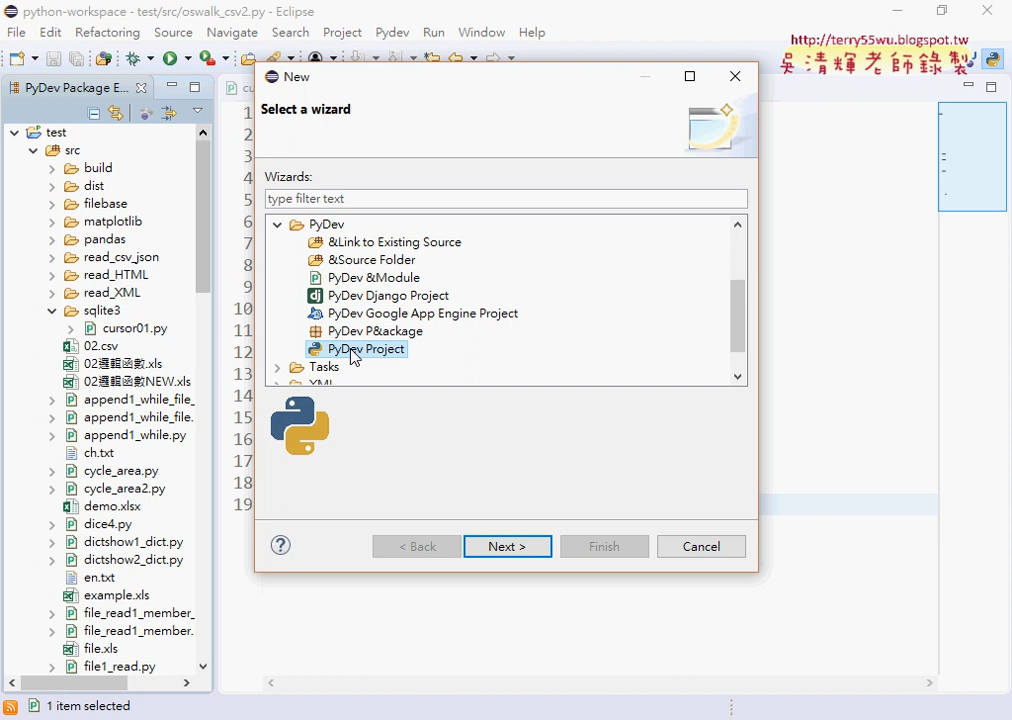 python-workspace - test/src/oswalk_csv2.py - Eclipse
File Edit Refactoring Source Navigate Search Project Pydev Run Window Help
http://terry55wu.blogspot.tw
吳清輝老師錄製
PyDev Package E...
New
Select a wizard
Wizards:
type filter text
PyDev
&Link to Existing Source
&Source Folder
PyDev &Module
PyDev Django Project
PyDev Google App Engine Project
PyDev P&ackage
PyDev Project
Tasks
XML
< Back
Next >
Finish
Cancel
test
src
build
dist
filebase
matplotlib
pandas
read_csv_json
read_HTML
read_XML
sqlite3
cursor01.py
02.csv
02邏輯函數.xls
02邏輯函數NEW.xls
append1_while_file_
append1_while_file.
append1_while.py
ch.txt
cycle_area.py
cycle_area2.py
demo.xlsx
dice4.py
dictshow1_dict.py
dictshow2_dict.py
en.txt
example.xls
file_read1_member_
file_read1_member.
file.xls
file1_read.py
1
2
3
4
5
6
7
8
9
10
11
12
13
14
15
16
17
18
19
1 item selected